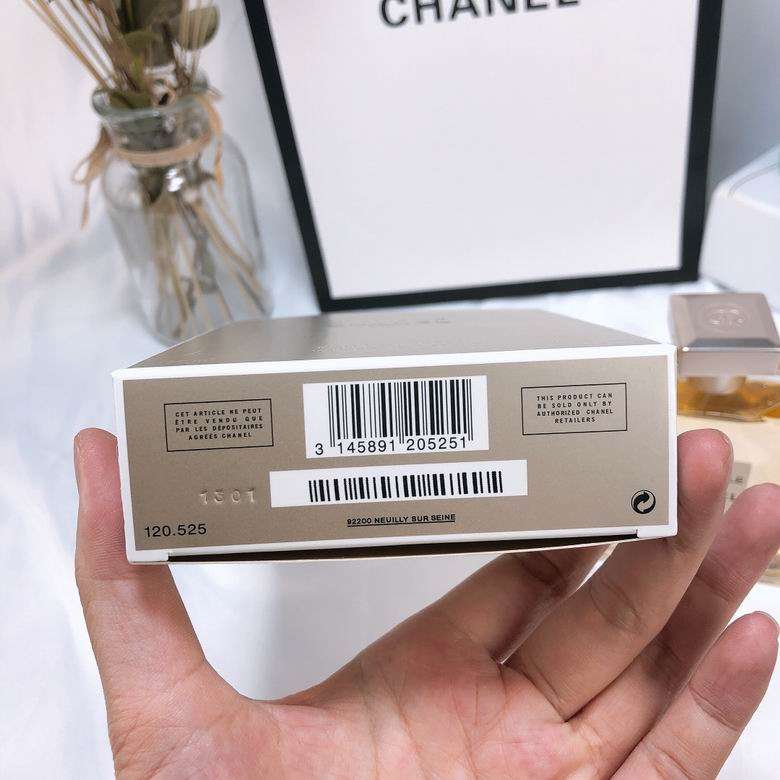 CHANEL
CET ARTICLE NE PEUT
ÊTRE VENDU QUE
PAR LES DÉPOSITAIRES
AGRÉÉS CHANEL
3 145891 205251
THIS PRODUCT CAN
BE SOLD ONLY BY
AUTHORIZED CHANEL
RETAILERS
1301
120.525
92200 NEUILLY SUR SEINE